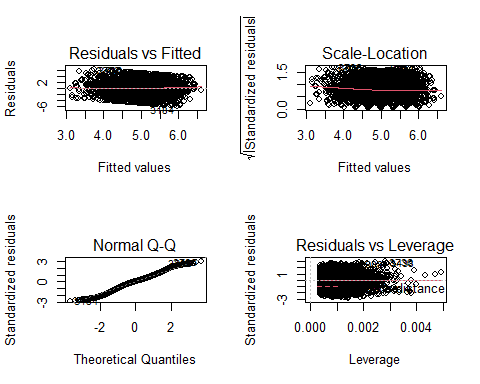 Residuals vs Fitted
Residuals
2
-6
3.0 4.0 5.0 6.0
Fitted values
Scale-Location
√|Standardized residuals
1.5
0.0
3.0 4.0 5.0 6.0
Fitted values
Normal Q-Q
Standardized residuals
3
1
-3
-2 0 2
Theoretical Quantiles
Residuals vs Leverage
Standardized residuals
1
-3
0.000 0.002 0.004
Leverage